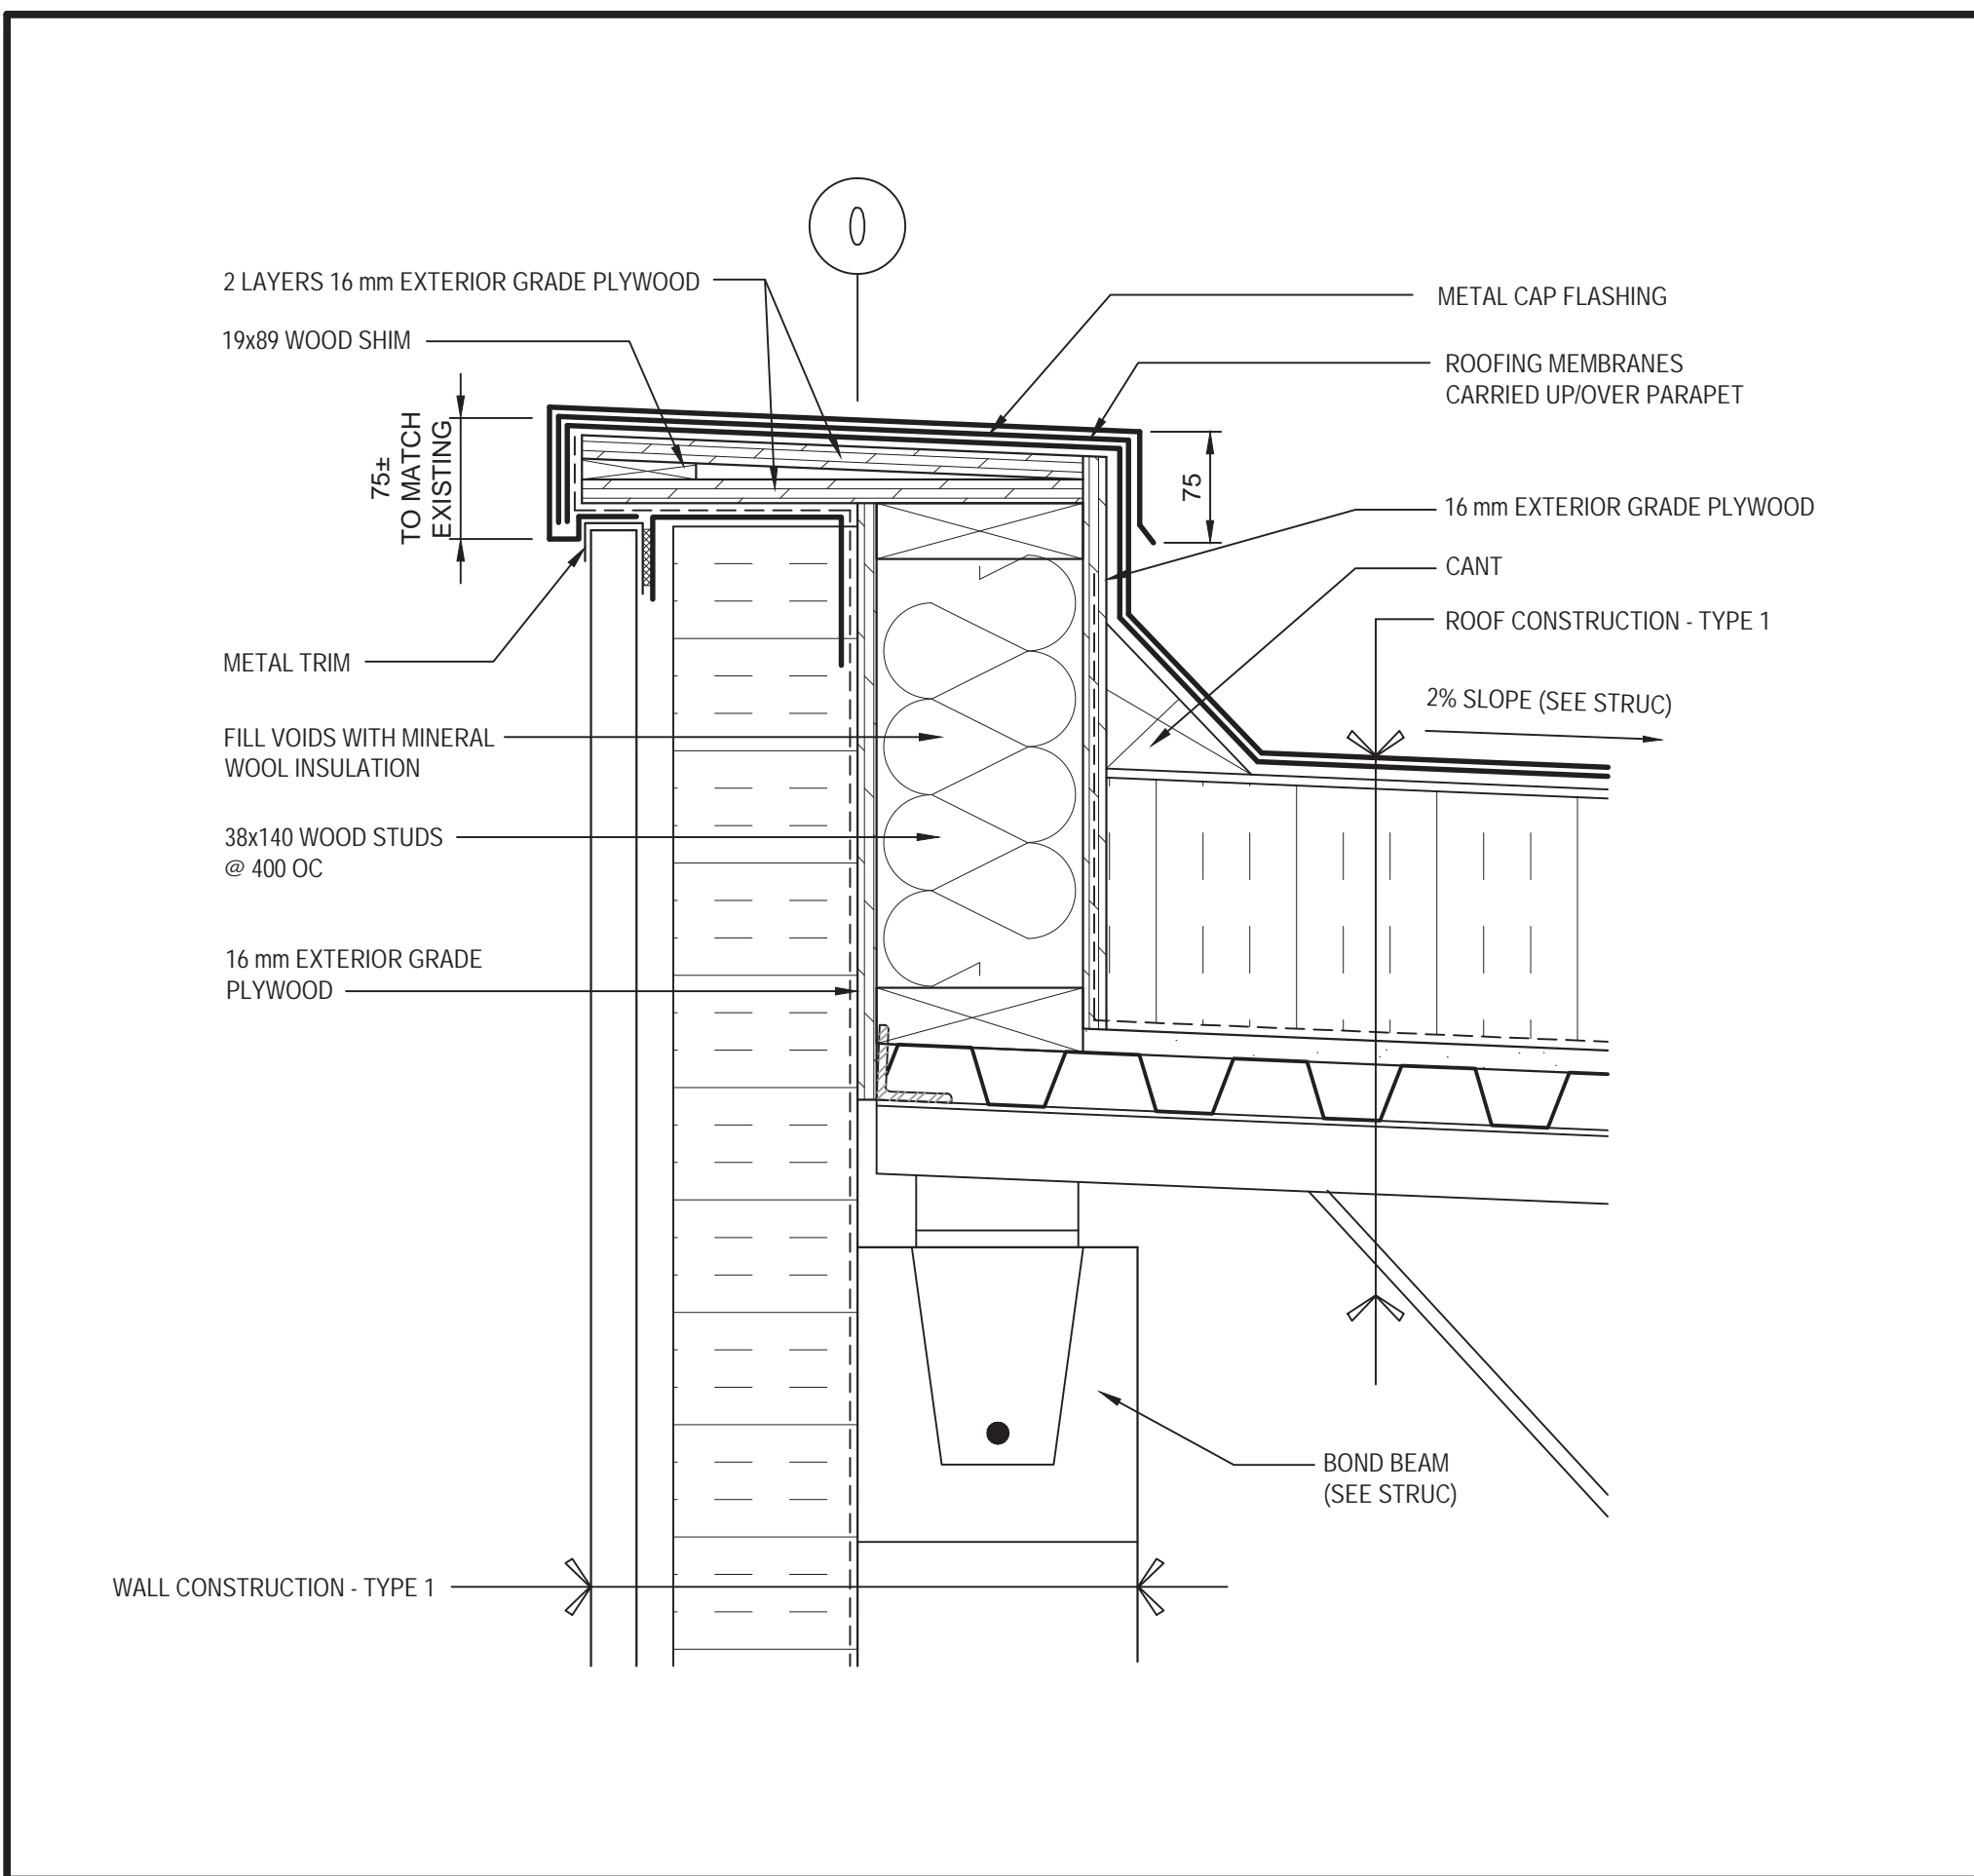 0
2 LAYERS 16 mm EXTERIOR GRADE PLYWOOD
19x89 WOOD SHIM
75±
TO MATCH
EXISTING
METAL TRIM
FILL VOIDS WITH MINERAL
WOOL INSULATION
38x140 WOOD STUDS
@ 400 OC
16 mm EXTERIOR GRADE
PLYWOOD
WALL CONSTRUCTION - TYPE 1
METAL CAP FLASHING
ROOFING MEMBRANES
CARRIED UP/OVER PARAPET
75
16 mm EXTERIOR GRADE PLYWOOD
CANT
ROOF CONSTRUCTION - TYPE 1
2% SLOPE (SEE STRUC)
BOND BEAM
(SEE STRUC)